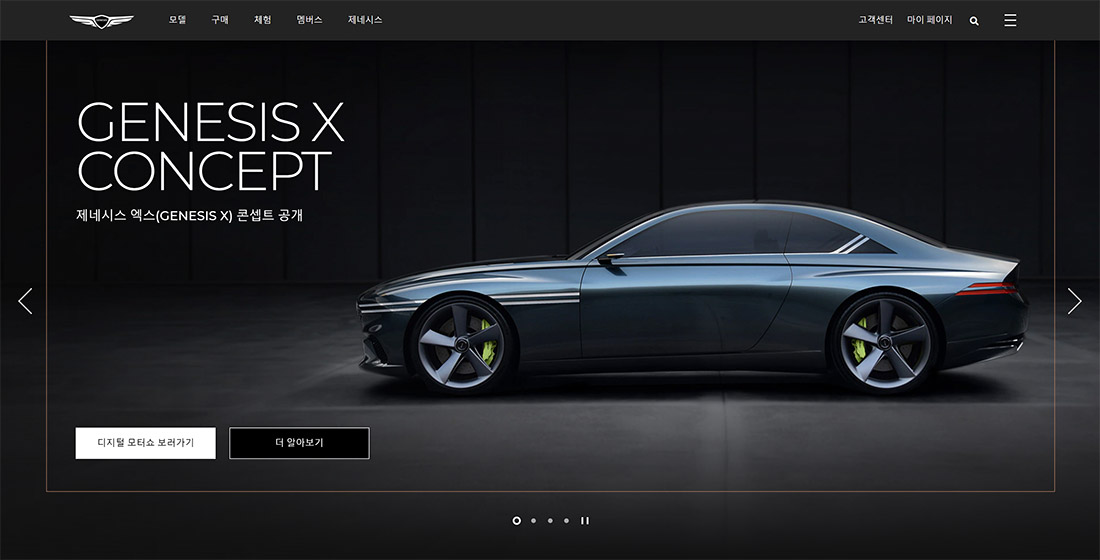 모델
구매
체험
멤버스
제네시스
고객센터
마이 페이지
GENESIS X
CONCEPT
제네시스 엑스(GENESIS X) 콘셉트 공개
디지털 모터쇼 보러가기
더 알아보기